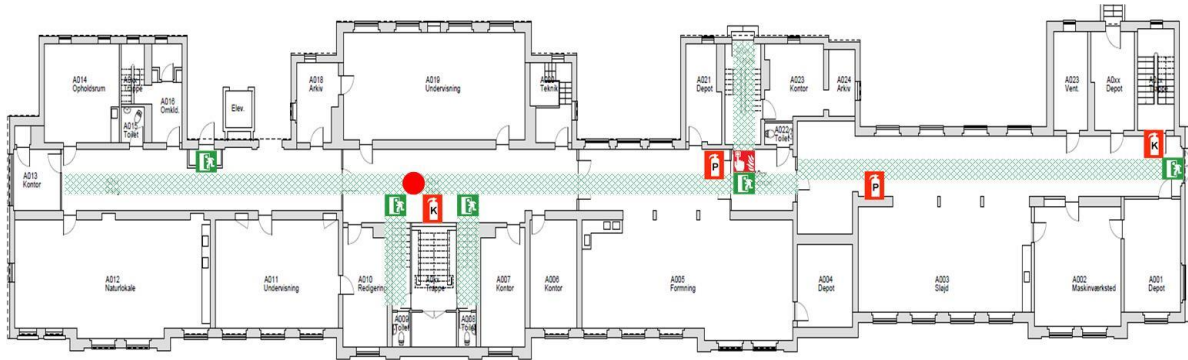 A014
Opholdsrum
Trappe
A016
Omkld.
A015
Toilet
Elev.
A018
Arkiv
A019
Undervisning
Teknik
A021
Depot
A023
Kontor
A024
Arkiv
A022
Toilet
A023
Vent.
A0xx
Depot
Trappe
A013
Kontor
P
K
P
K
A012
Naturlokale
A011
Undervisning
A010
Redigering
A0xx
Trappe
A007
Kontor
A006
Kontor
A005
Formning
A004
Depot
A003
Sløjd
A002
Maskinværksted
A001
Depot
A009
Toilet
A008
Toilet